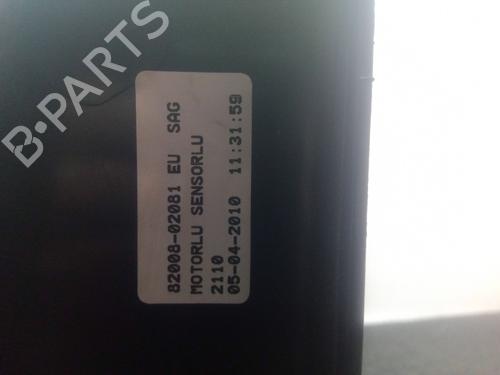 B-PARTS
82008-02081 EU SAG
MOTORLU SENSORLU
2110
05-04-2010 11:31:59